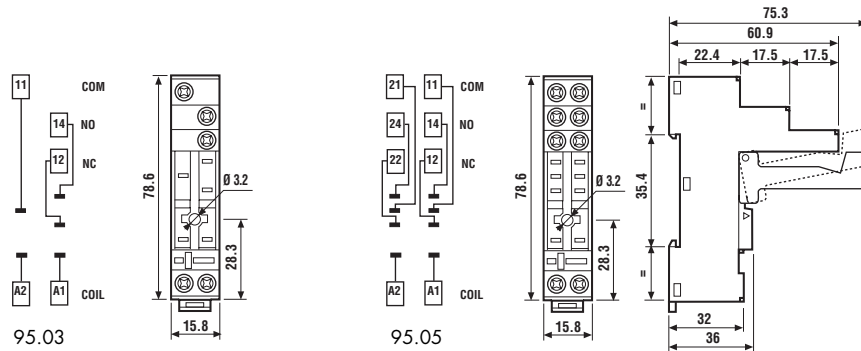 11
COM
14
NO
12
NC
A2
A1
COIL
95.03
78.6
Ø 3.2
28.3
15.8
21
11
COM
24
14
NO
22
12
NC
A2
A1
COIL
95.05
78.6
Ø 3.2
28.3
15.8
75.3
60.9
22.4
17.5
17.5
=
35.4
=
32
36